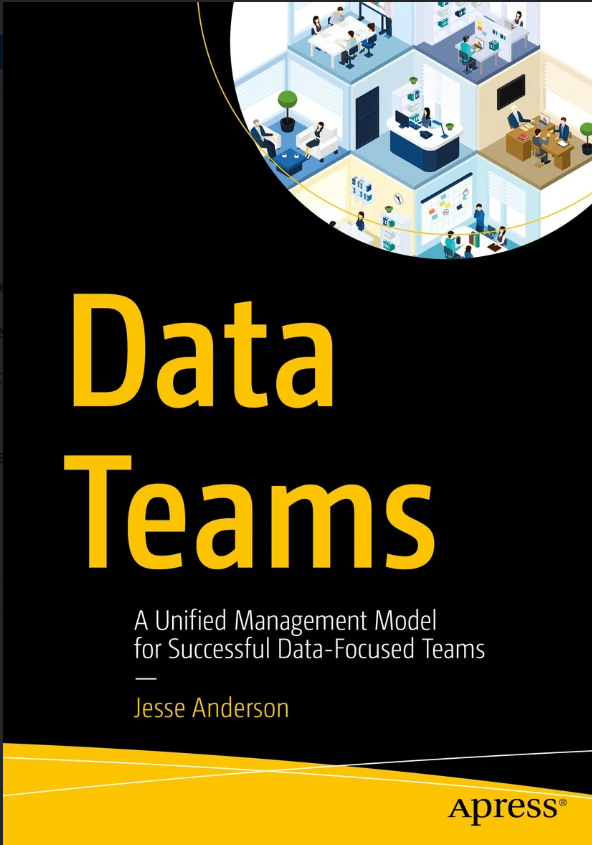 Data
Teams
A Unified Management Model
for Successful Data-Focused Teams
—
Jesse Anderson
Apress®